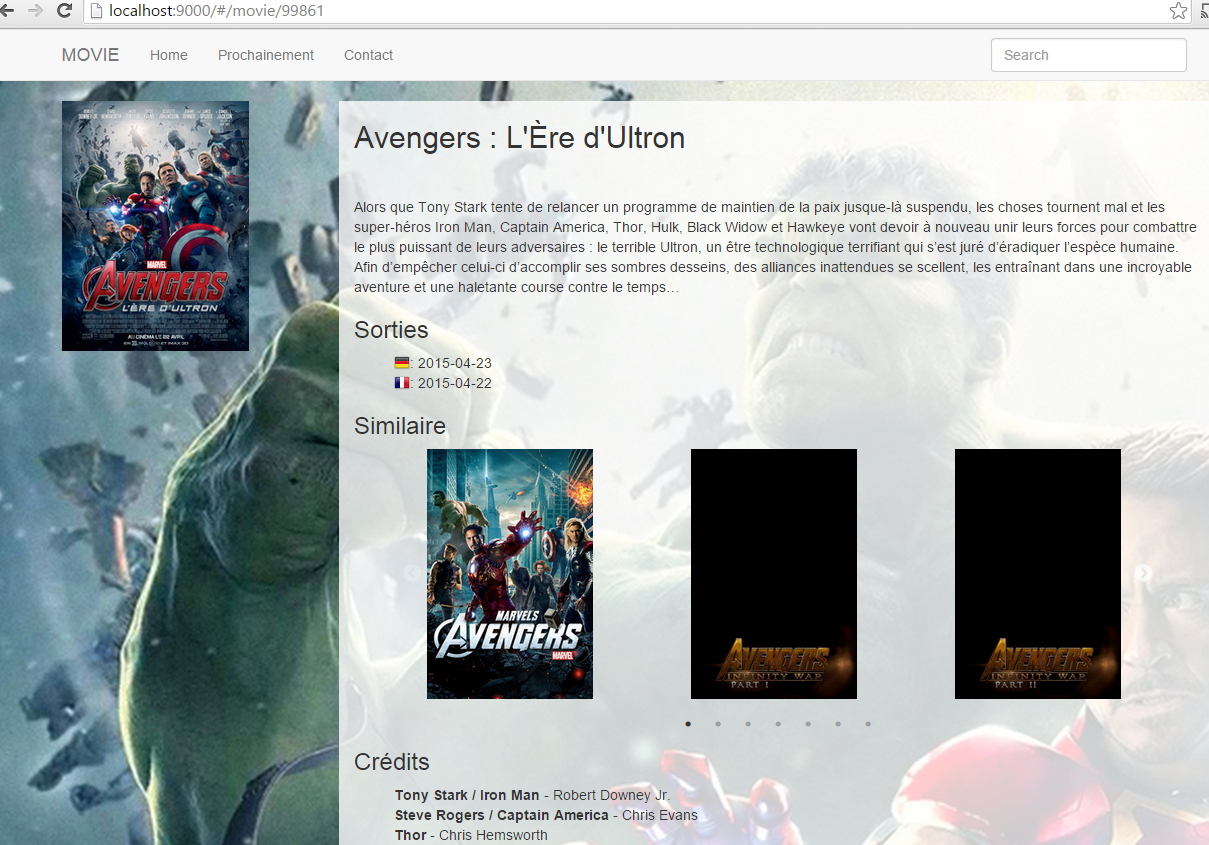 localhost:9000/#/movie/99861
MOVIE Home Prochainement Contact Search
MARVEL
AVENGERS
L'ÈRE D'ULTRON
AU CINÉMA LE 22 AVRIL
Avengers : L'Ère d'Ultron
Alors que Tony Stark tente de relancer un programme de maintien de la paix jusque-là suspendu, les choses tournent mal et les
super-héros Iron Man, Captain America, Thor, Hulk, Black Widow et Hawkeye vont devoir à nouveau unir leurs forces pour combattre
le plus puissant de leurs adversaires : le terrible Ultron, un être technologique terrifiant qui s’est juré d’éradiquer l’espèce humaine.
Afin d’empêcher celui-ci d’accomplir ses sombres desseins, des alliances inattendues se scellent, les entraînant dans une incroyable
aventure et une haletante course contre le temps…
Sorties
: 2015-04-23
: 2015-04-22
Similaire
MARVEL'S
AVENGERS
MARVEL
AVENGERS
INFINITY WAR
PART I
AVENGERS
INFINITY WAR
PART II
Crédits
Tony Stark / Iron Man - Robert Downey Jr.
Steve Rogers / Captain America - Chris Evans
Thor - Chris Hemsworth